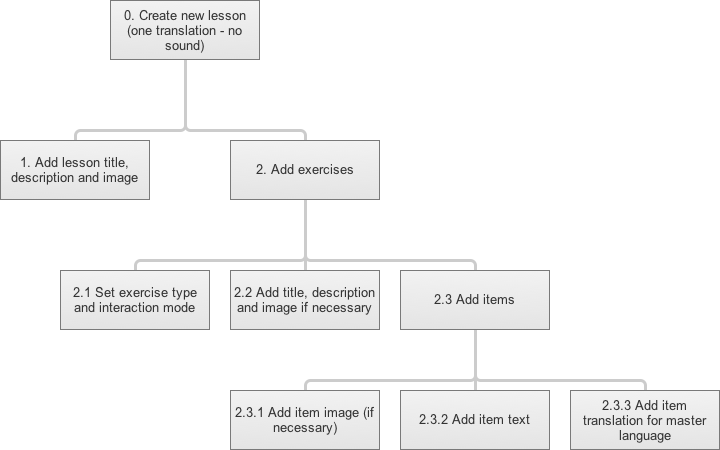 0. Create new lesson
(one translation - no
sound)
1. Add lesson title,
description and image
2. Add exercises
2.1 Set exercise type
and interaction mode
2.2 Add title, description
and image if necessary
2.3 Add items
2.3.1 Add item image (if
necessary)
2.3.2 Add item text
2.3.3 Add item
translation for master
language